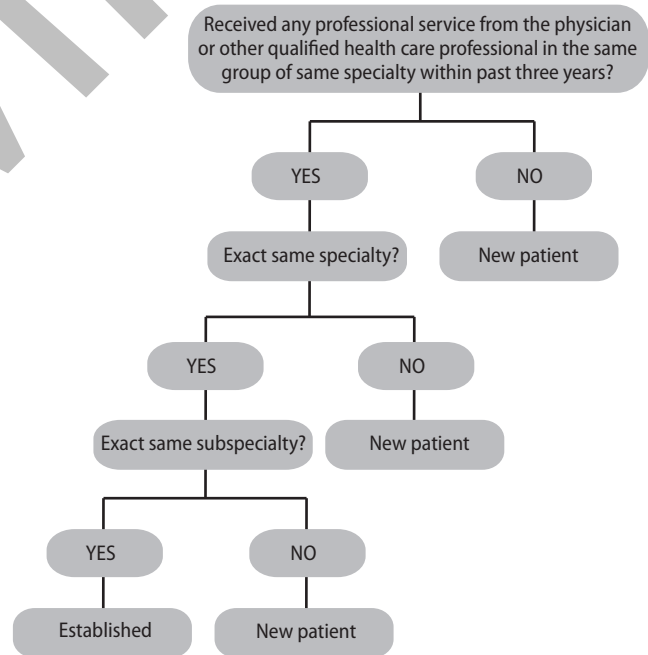 Received any professional service from the physician
or other qualified health care professional in the same
group of same specialty within past three years?
YES
NO
Exact same specialty?
New patient
YES
NO
Exact same subspecialty?
New patient
YES
NO
Established
New patient